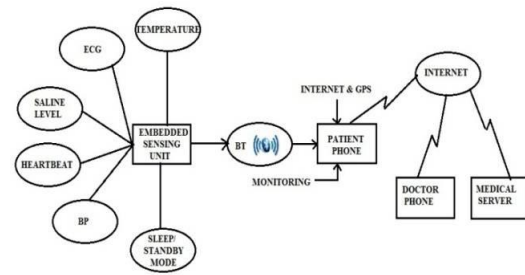 TEMPERATURE
ECG
SALINE
LEVEL
HEARTBEAT
BP
EMBEDDED
SENSING
UNIT
SLEEP/
STANDBY
MODE
BT
INTERNET & GPS
PATIENT
PHONE
MONITORING
INTERNET
DOCTOR
PHONE
MEDICAL
SERVER